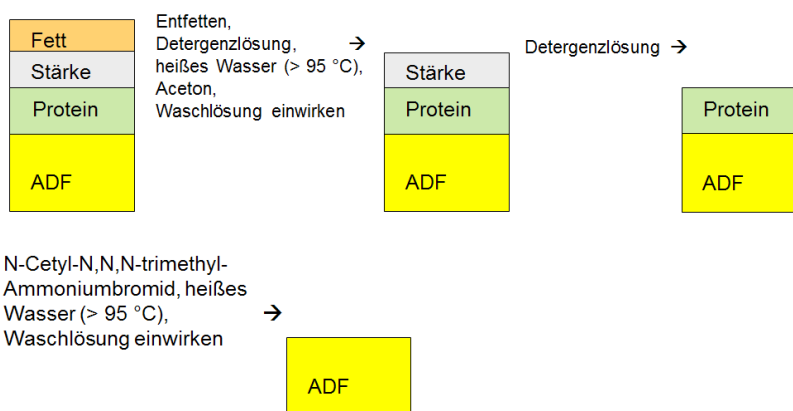 Fett
Stärke
Protein
ADF
Entfetten,
Detergenzlösung, →
heißes Wasser (> 95 °C),
Aceton,
Waschlösung einwirken
Stärke
Protein
ADF
Detergenzlösung →
Protein
ADF
N-Cetyl-N,N,N-trimethyl-
Ammoniumbromid, heißes
Wasser (> 95 °C), →
Waschlösung einwirken
ADF